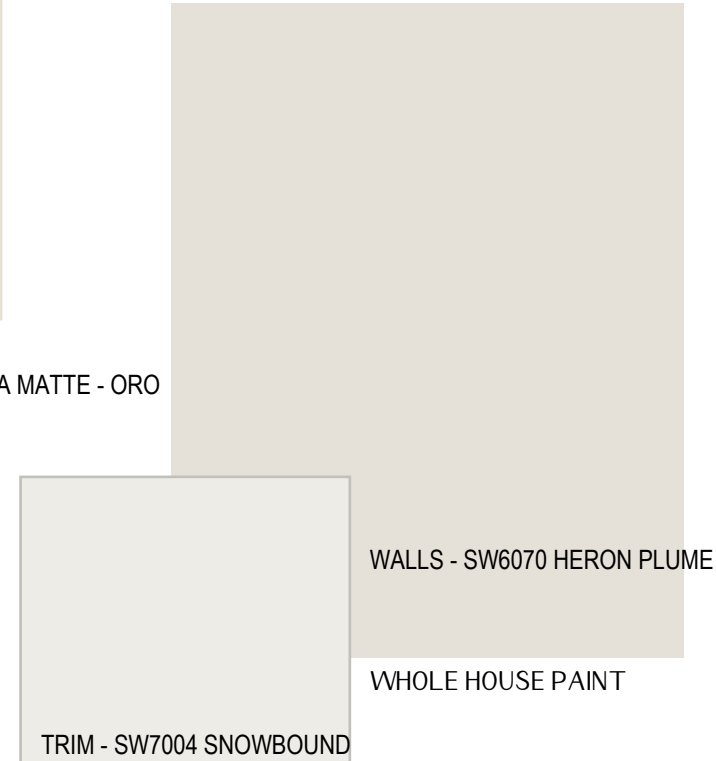 MATTE - ORO
WALLS - SW6070 HERON PLUME
WHOLE HOUSE PAINT
TRIM - SW7004 SNOWBOUND